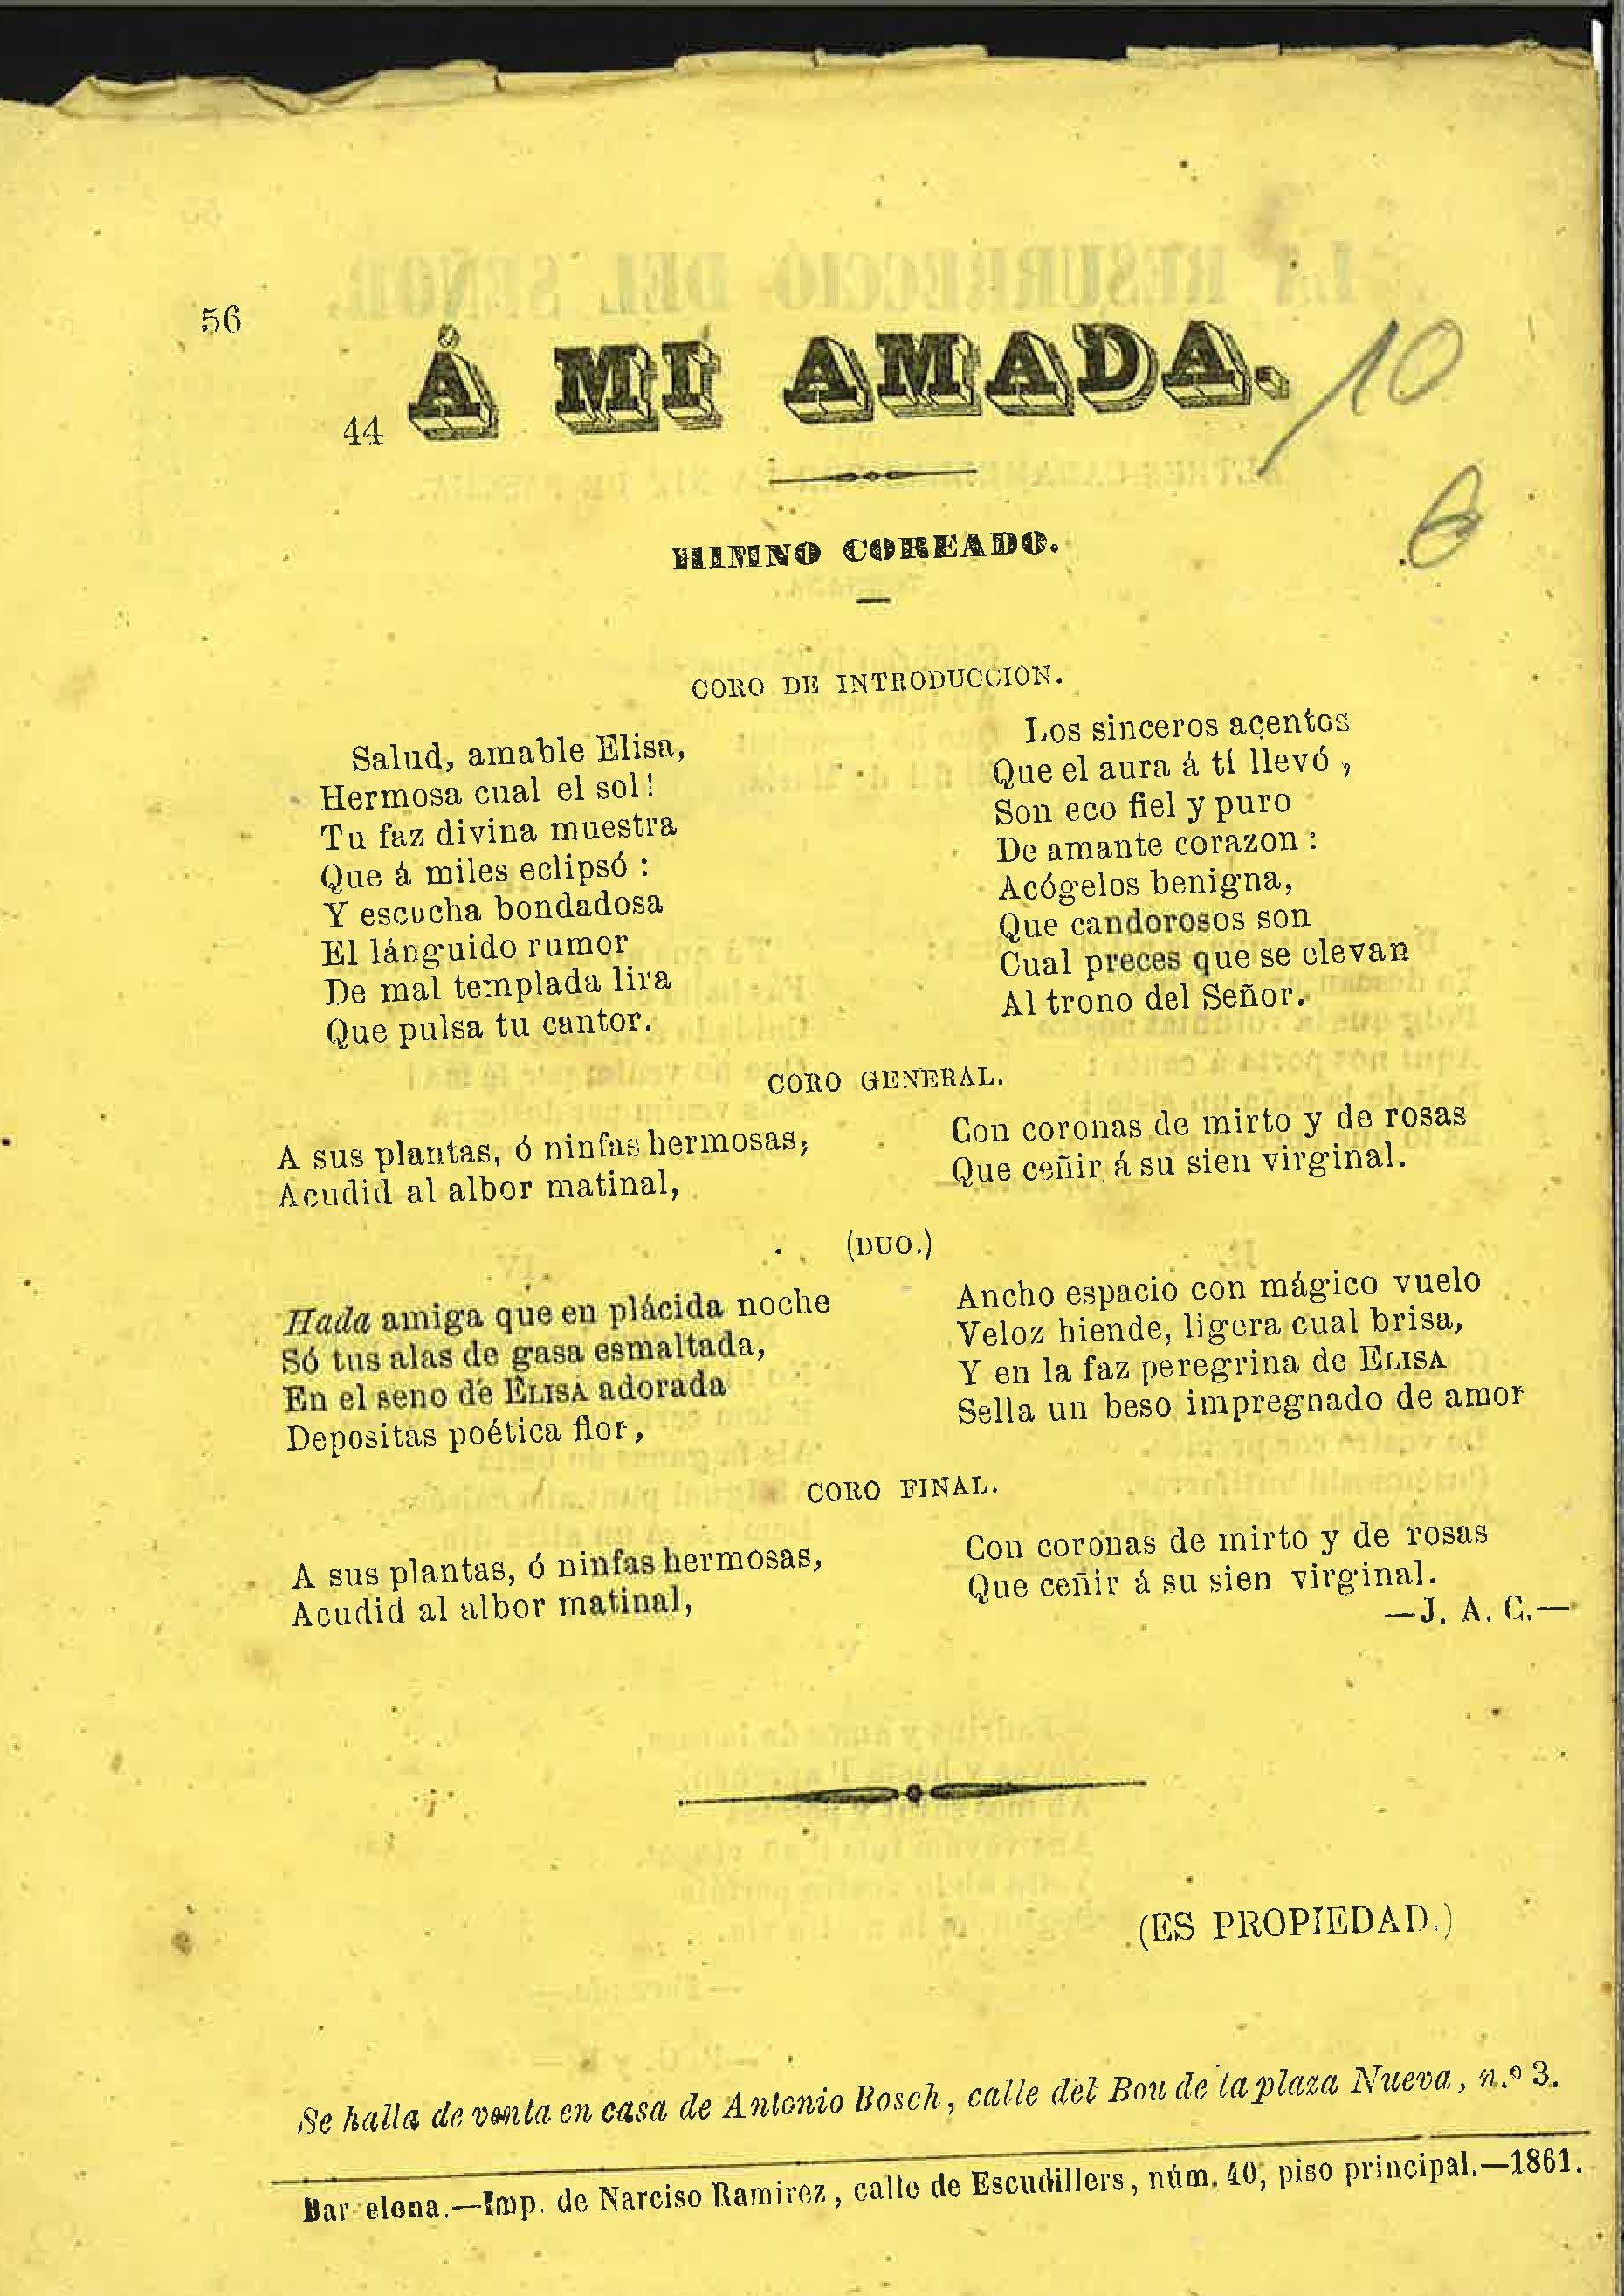 56
44
Á MI AMADA.
10
6
HIMNO COREADO.
CORO DE INTRODUCCION.
Salud, amable Elisa,
Hermosa cual el sol!
Tu faz divina muestra
Que á miles eclipsó :
Y escucha bondadosa
El lánguido rumor
De mal templada lira
Que pulsa tu cantor.
Los sinceros acentos
Que el aura á tí llevó ,
Son eco fiel y puro
De amante corazon :
Acógelos benigna,
Que candorosos son
Cual preces que se elevan
Al trono del Señor.
CORO GENERAL.
A sus plantas, ó ninfas hermosas,
Acudid al albor matinal,
Con coronas de mirto y de rosas
Que ceñir á su sien virginal.
(DUO.)
Hada amiga que en plácida noche
Só tus alas de gasa esmaltada,
En el seno de ELISA adorada
Depositas poética flor,
Ancho espacio con mágico vuelo
Veloz hiende, ligera cual brisa,
Y en la faz peregrina de ELISA
Sella un beso impregnado de amor
CORO FINAL.
A sus plantas, ó ninfas hermosas,
Acudid al albor matinal,
Con coronas de mirto y de rosas
Que ceñir á su sien virginal.
—J. A. C.—
(ES PROPIEDAD.)
Se halla de venta en casa de Antonio Bosch, calle del Bou de la plaza Nueva, n.º 3.
Bar elona.—Imp. de Narciso Ramirez, calle de Escudillers, núm. 40, piso principal.—1861.